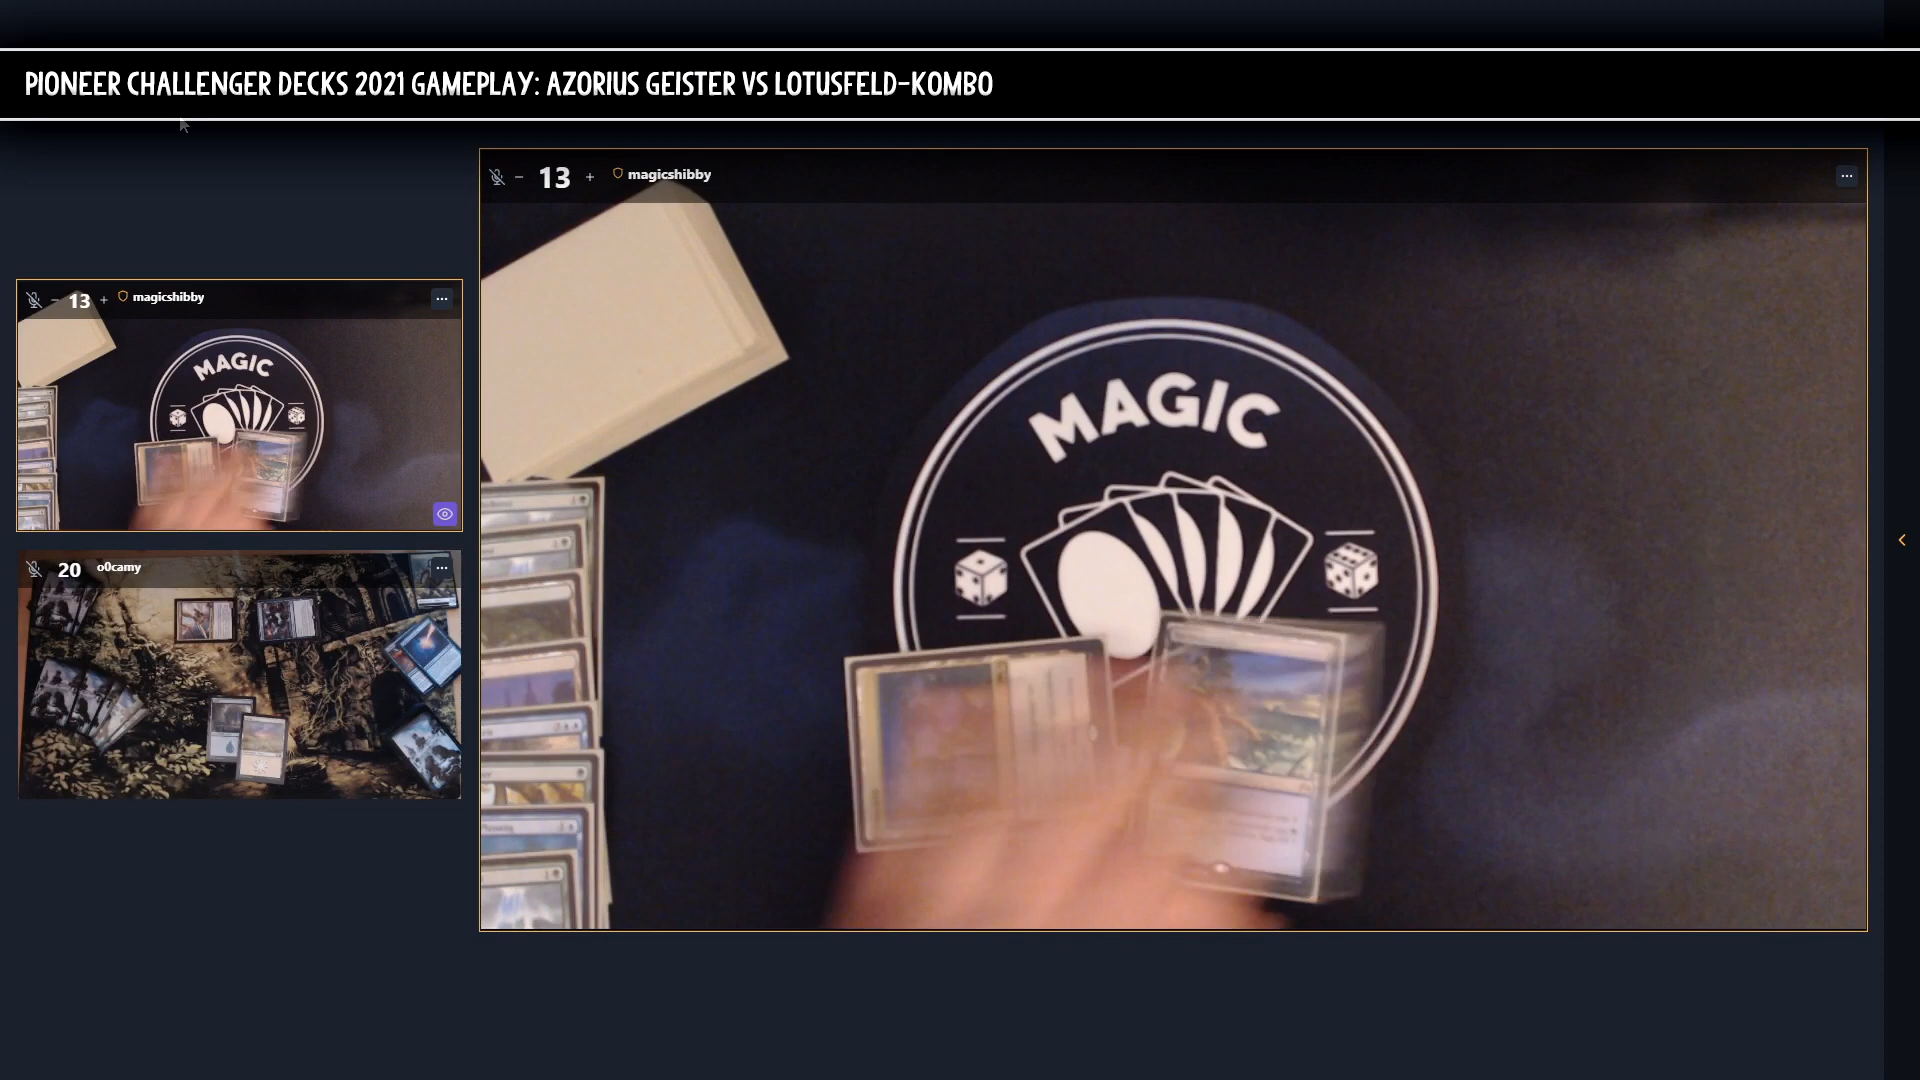 PIONEER CHALLENGER DECKS 2021 GAMEPLAY: AZORIUS GEISTER VS LOTUSFELD-KOMBO
13 magicshibby
MAGIC
20 o0camy
13 magicshibby
MAGIC